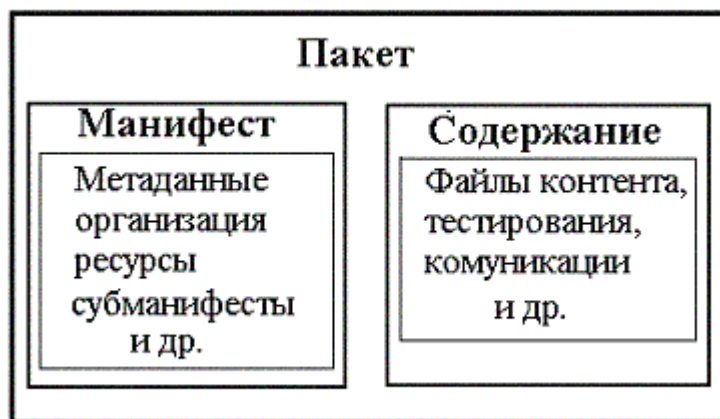 Пакет
Манифест
Метаданные
организация
ресурсы
субманифесты
и др.
Содержание
Файлы контента,
тестирования,
комуникации
и др.